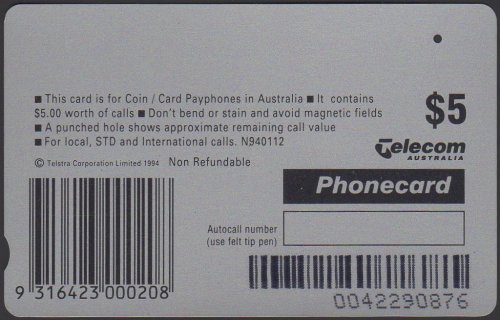 ■ This card is for Coin / Card Payphones in Australia ■ It contains
$5.00 worth of calls ■ Don't bend or stain and avoid magnetic fields
■ A punched hole shows approximate remaining call value
■ For local, STD and International calls. N940112
© Telstra Corporation Limited 1994 Non Refundable
$5
Telecom
AUSTRALIA
Phonecard
Autocall number
(use felt tip pen)
9 316423 000208
0042290876